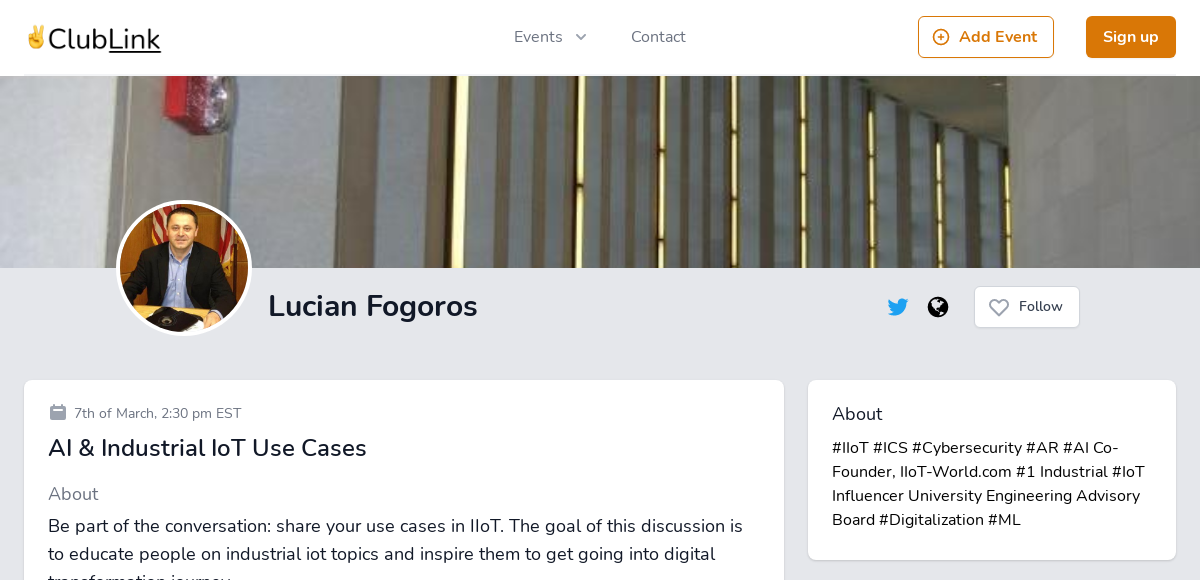 ✌️ClubLink
Events
Contact
Add Event
Sign up
Lucian Fogoros
Follow
7th of March, 2:30 pm EST
AI & Industrial IoT Use Cases
About
Be part of the conversation: share your use cases in IIoT. The goal of this discussion is
to educate people on industrial iot topics and inspire them to get going into digital
transformation journey.
About
#IIoT #ICS #Cybersecurity #AR #AI Co-
Founder, IIoT-World.com #1 Industrial #IoT
Influencer University Engineering Advisory
Board #Digitalization #ML